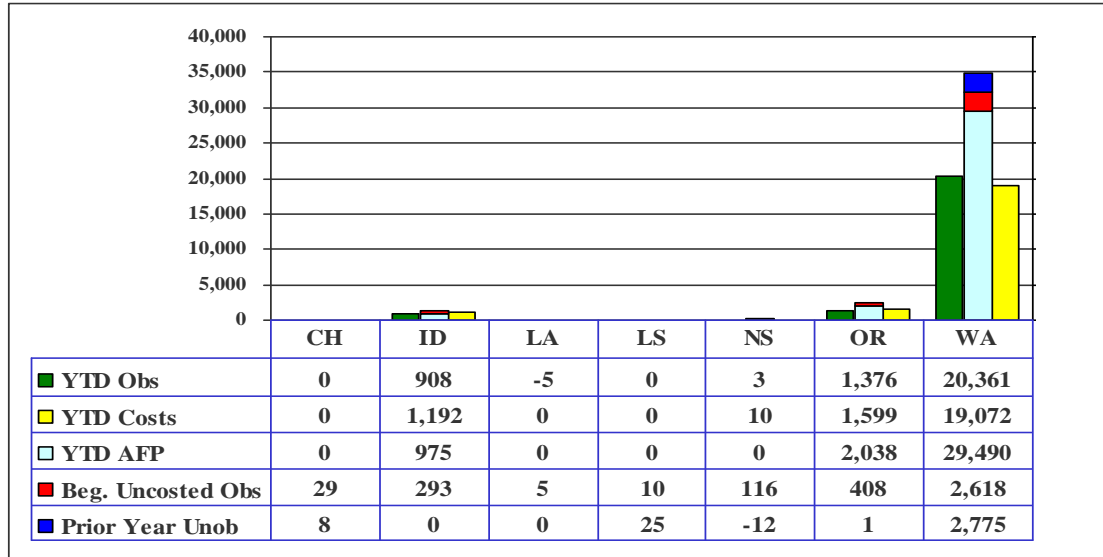 40,000
35,000
30,000
25,000
20,000
15,000
10,000
5,000
0
CH ID LA LS NS OR WA
YTD Obs 0 908 -5 0 3 1,376 20,361
YTD Costs 0 1,192 0 0 10 1,599 19,072
YTD AFP 0 975 0 0 0 2,038 29,490
Beg. Uncosted Obs 29 293 5 10 116 408 2,618
Prior Year Unob 8 0 0 25 -12 1 2,775